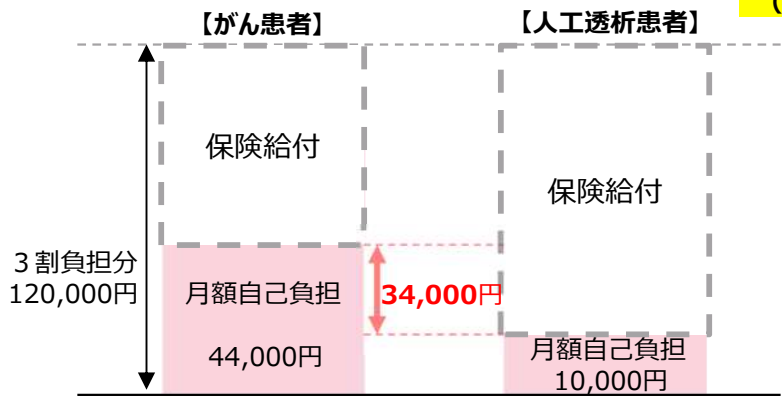 【がん患者】
【人工透析患者】
(
保険給付
保険給付
3割負担分
120,000円
月額自己負担
44,000円
34,000円
月額自己負担
10,000円